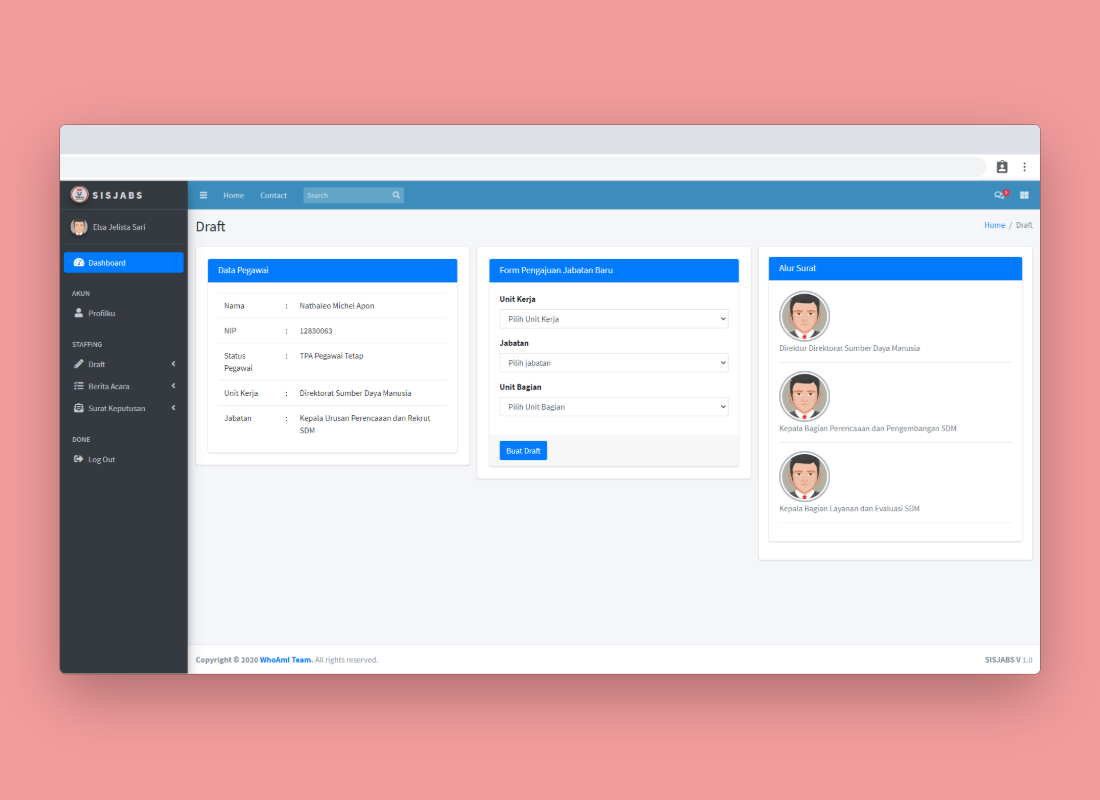 SISJABS
Home Contact Search
Elsa Jelista Sari
Dashboard
AKUN
Profilku
STAFFING
Draft
Berita Acara
Surat Keputusan
DONE
Log Out
Draft
Home / Draft
Data Pegawai
Nama : Nathaleo Michel Apon
NIP : 12830063
Status : TPA Pegawai Tetap
Pegawai
Unit Kerja : Direktorat Sumber Daya Manusia
Jabatan : Kepala Urusan Perencaaan dan Rekrut
SDM
Form Pengajuan Jabatan Baru
Unit Kerja
Pilih Unit Kerja
Jabatan
Pilih jabatan
Unit Bagian
Pilih Unit Bagian
Buat Draft
Alur Surat
Direktur Direktorat Sumber Daya Manusia
Kepala Bagian Perencaaan dan Pengembangan SDM
Kepala Bagian Layanan dan Evaluasi SDM
Copyright © 2020 WhoAmI Team. All rights reserved.
SISJABS V 1.0